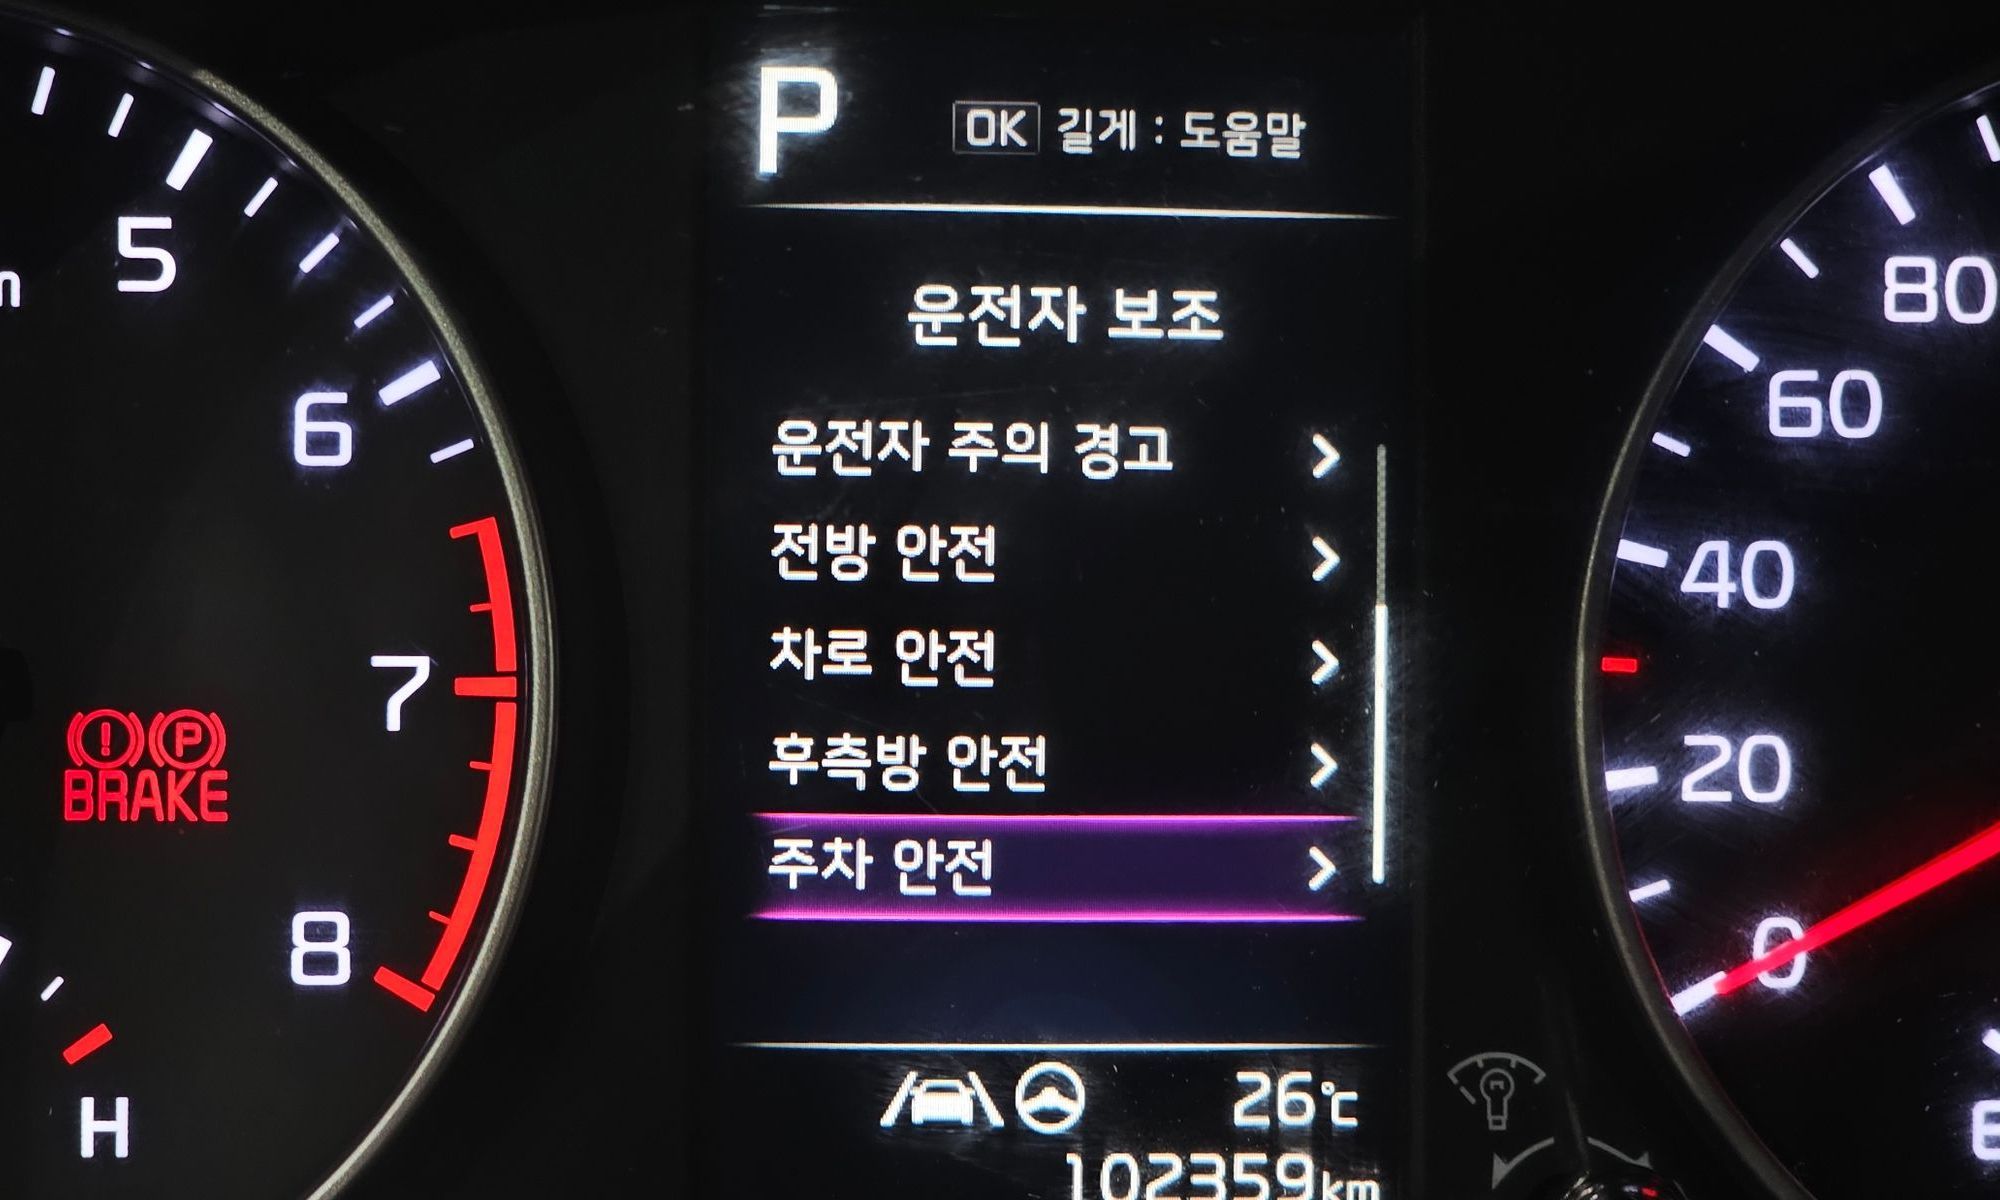 P
OK 길게 : 도움말
운전자 보조
운전자 주의 경고
전방 안전
차로 안전
후측방 안전
주차 안전
26℃
102359km
5
6
7
8
H
P
BRAKE
80
60
40
20
0